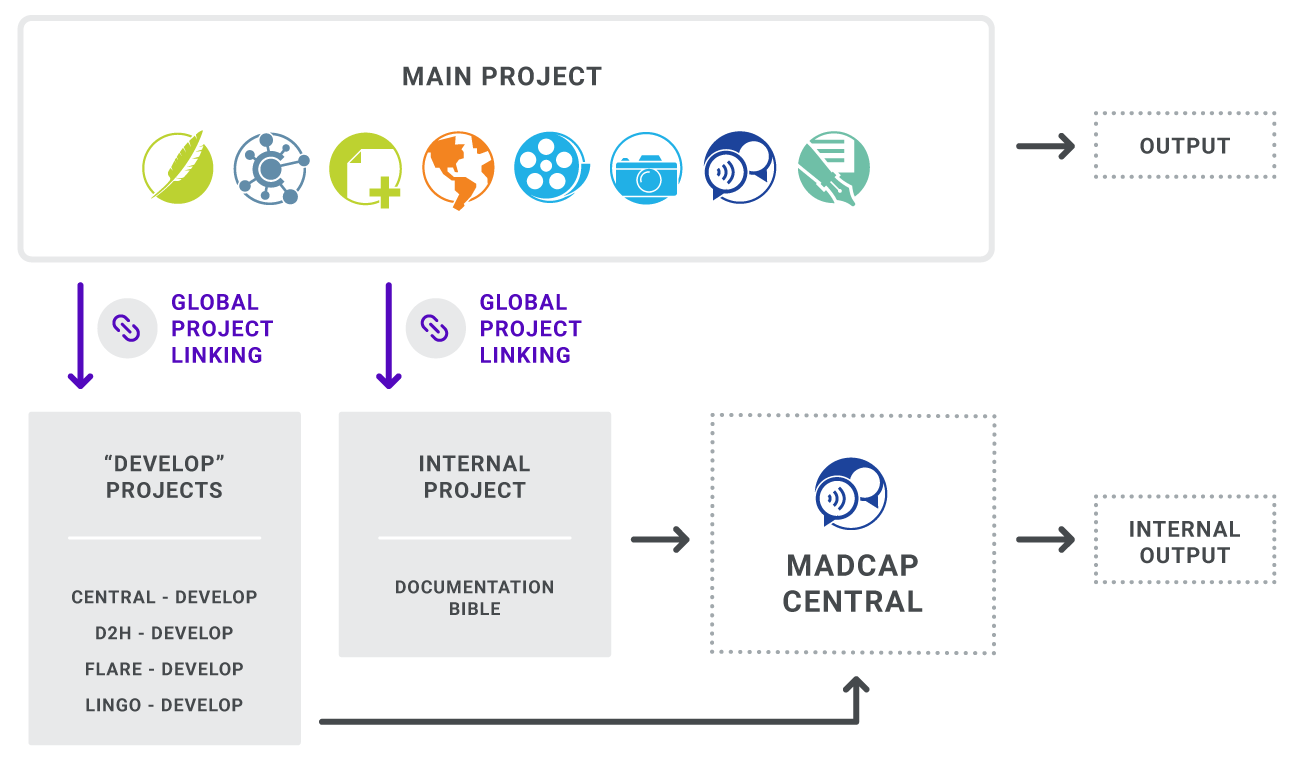 MAIN PROJECT
OUTPUT
GLOBAL
PROJECT
LINKING
GLOBAL
PROJECT
LINKING
“DEVELOP”
PROJECTS
CENTRAL - DEVELOP
D2H - DEVELOP
FLARE - DEVELOP
LINGO - DEVELOP
INTERNAL
PROJECT
DOCUMENTATION
BIBLE
MADCAP
CENTRAL
INTERNAL
OUTPUT